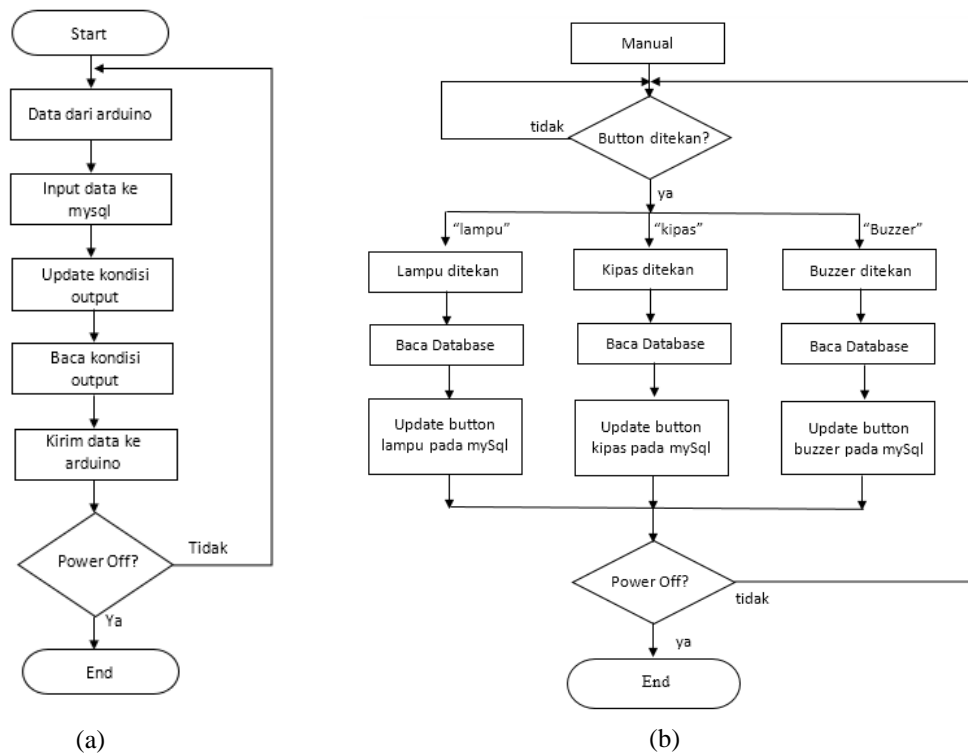 Start
Data dari arduino
Input data ke
mysql
Update kondisi
output
Baca kondisi
output
Kirim data ke
arduino
Power Off?
Tidak
Ya
End
(a)
Manual
tidak
Button ditekan?
ya
“lampu”
“kipas”
“Buzzer”
Lampu ditekan
Kipas ditekan
Buzzer ditekan
Baca Database
Baca Database
Baca Database
Update button
lampu pada mySql
Update button
kipas pada mySql
Update button
buzzer pada mySql
Power Off?
tidak
ya
End
(b)